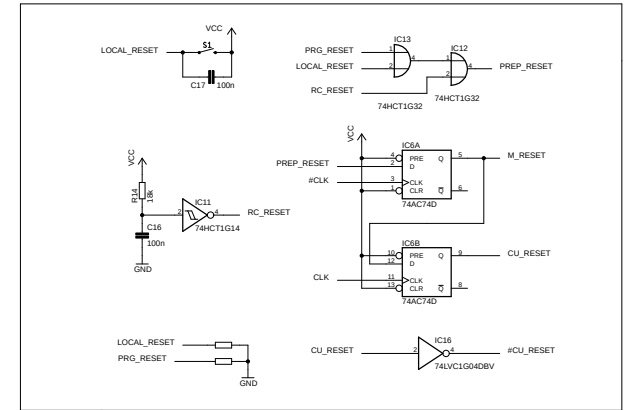 VCC
LOCAL_RESET
S1
C17
100n
IC13
PRG_RESET
1
IC12
LOCAL_RESET
2
4
1
4
PREP_RESET
RC_RESET
2
74HCT1G32
74HCT1G32
VCC
R14
18k
IC11
2
4
RC_RESET
74HCT1G14
C16
100n
GND
VCC
IC6A
PREP_RESET
4
PRE
Q
5
M_RESET
2
D
#CLK
3
CLK
1
CLR
Q
6
74AC74D
IC6B
10
PRE
Q
9
CU_RESET
12
D
CLK
11
CLK
13
CLR
Q
8
74AC74D
LOCAL_RESET
PRG_RESET
GND
CU_RESET
2
IC16
4
#CU_RESET
74LVC1G04DBV